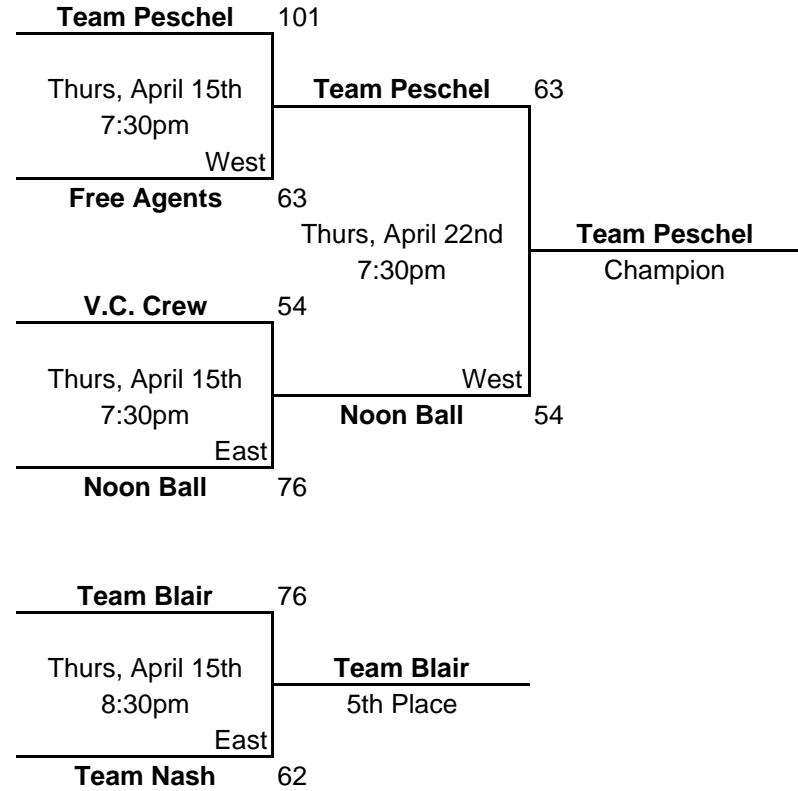 Team Peschel 101
Thurs, April 15th Team Peschel 63
7:30pm
West
Free Agents 63
Thurs, April 22nd Team Peschel
7:30pm Champion
V.C. Crew 54
Thurs, April 15th West
7:30pm Noon Ball 54
East
Noon Ball 76
Team Blair 76
Thurs, April 15th Team Blair
8:30pm 5th Place
East
Team Nash 62